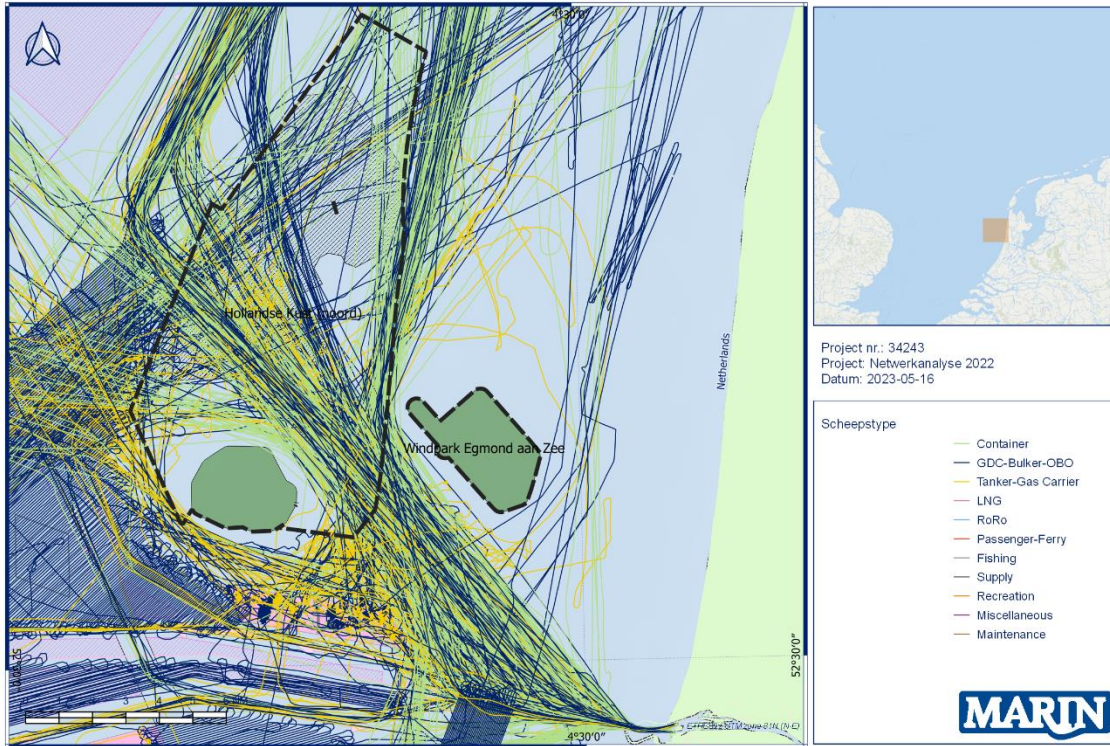 4°30'0"
Hollandse Kust (noord)
Windpark Egmond aan Zee
Netherlands
52°30'0"
4°30'0"
Project nr.: 34243
Project: Netwerkanalyse 2022
Datum: 2023-05-16
Scheepstype
Container
GDC-Bulker-OBO
Tanker-Gas Carrier
LNG
RoRo
Passenger-Ferry
Fishing
Supply
Recreation
Miscellaneous
Maintenance
MARIN